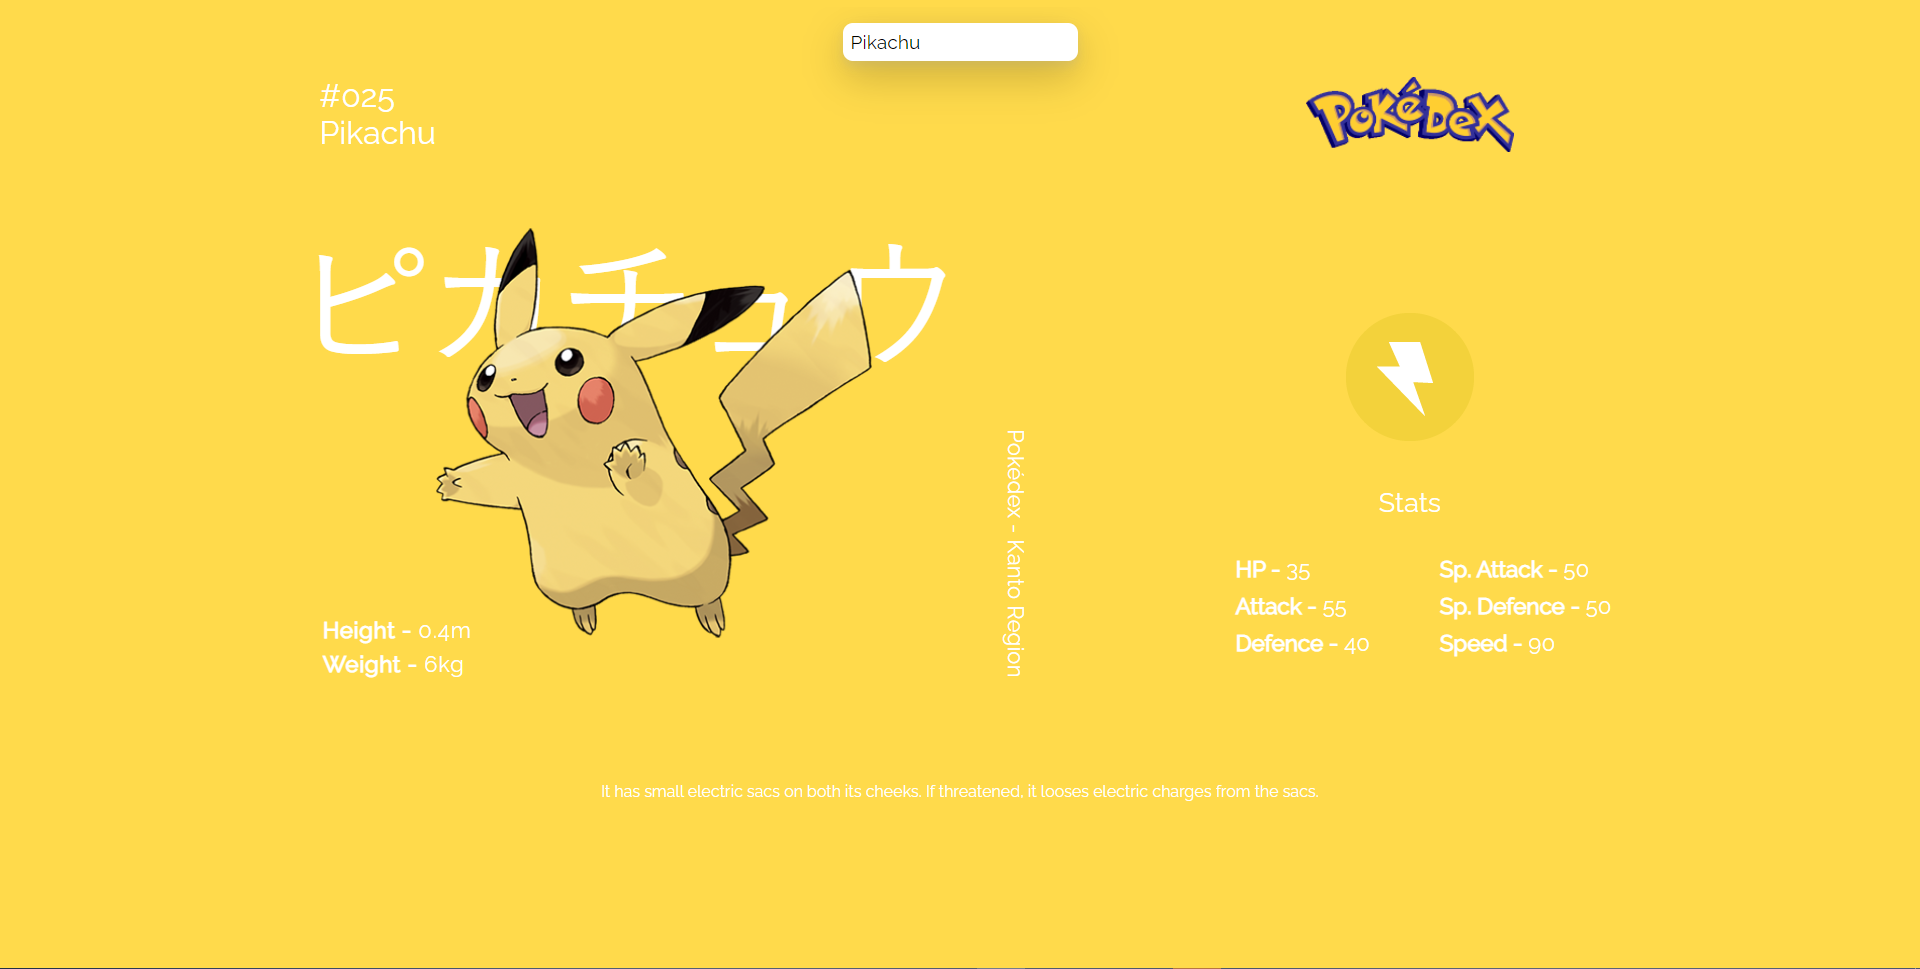 Pikachu
#025
Pikachu
PoKéDeX
ピカチュウ
Pokédex - Kanto Region
Stats
HP - 35
Attack - 55
Defence - 40
Sp. Attack - 50
Sp. Defence - 50
Speed - 90
Height - 0.4m
Weight - 6kg
It has small electric sacs on both its cheeks. If threatened, it looses electric charges from the sacs.